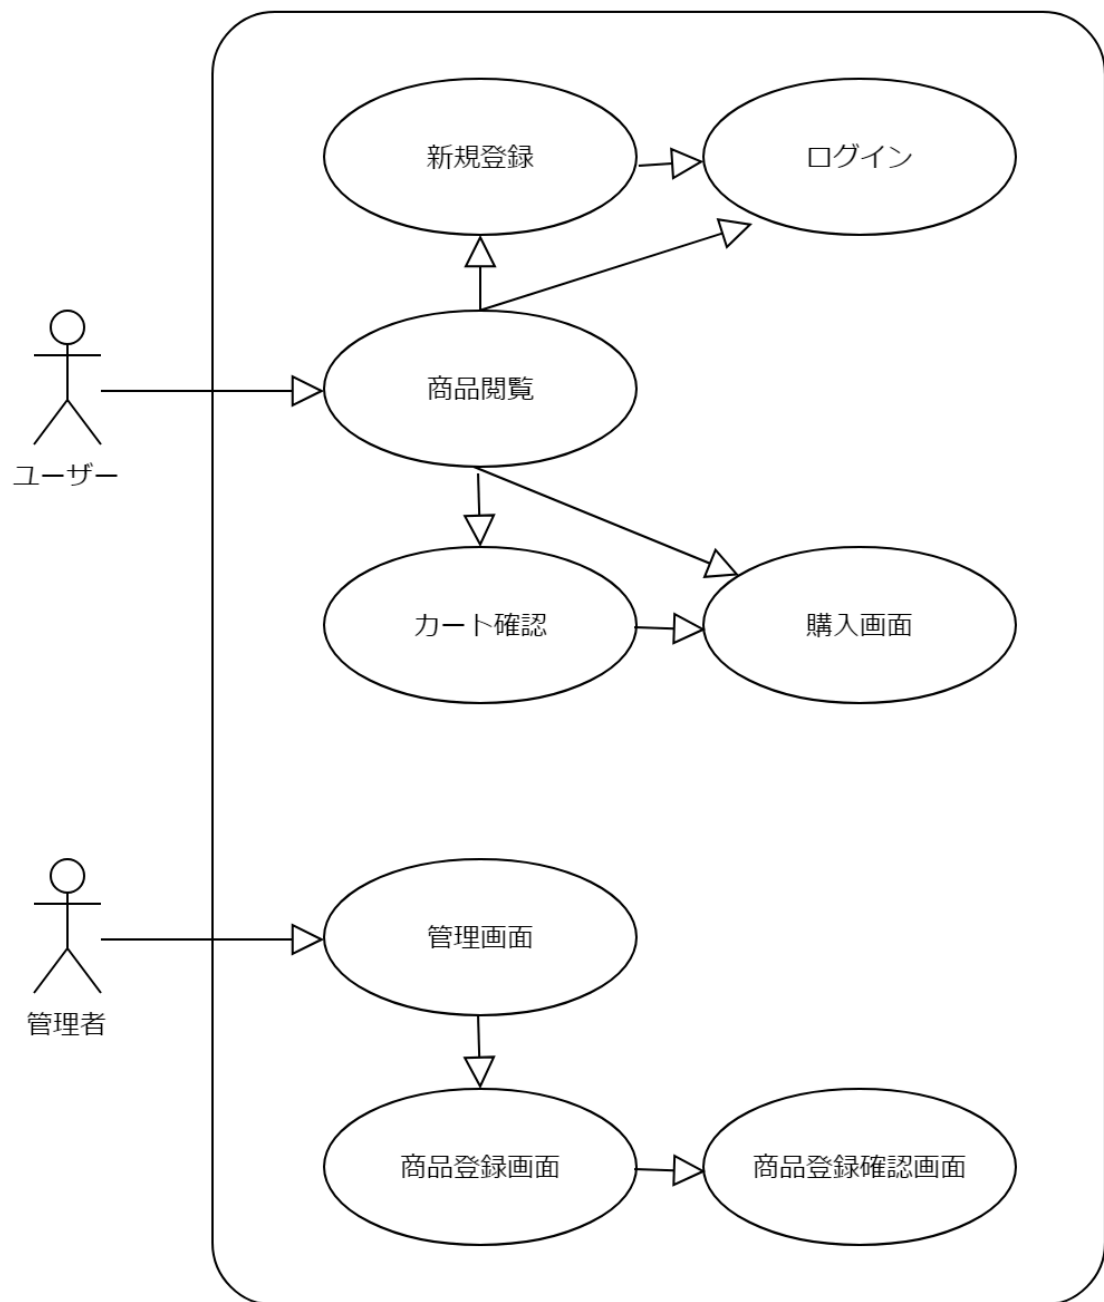 新規登録
ログイン
商品閲覧
ユーザー
カート確認
購入画面
管理画面
管理者
商品登録画面
商品登録確認画面